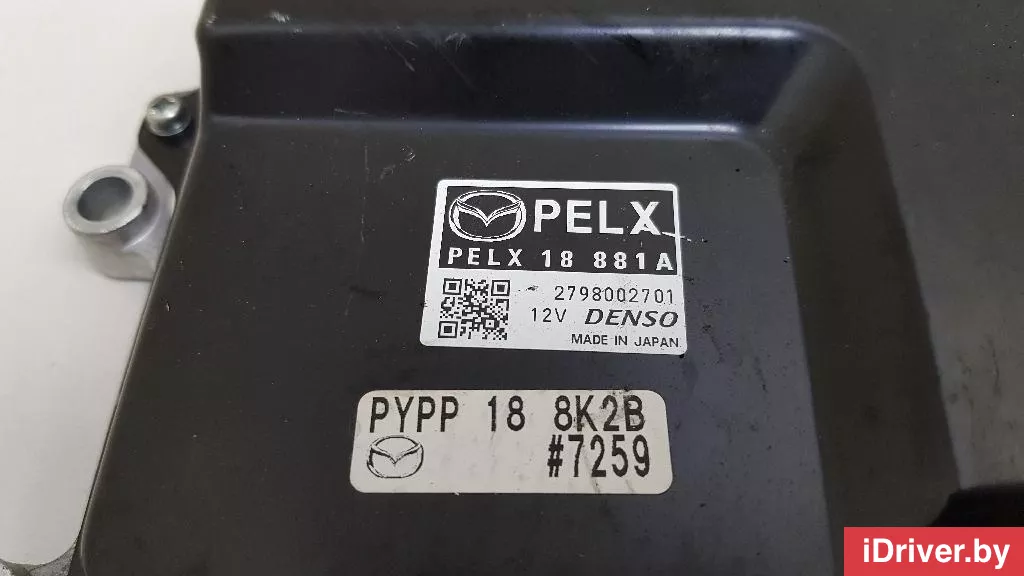 PELX
PELX 18 881A
2798002701
12V DENSO
MADE IN JAPAN
PYPP 18 8K2B
#7259
iDriver.by